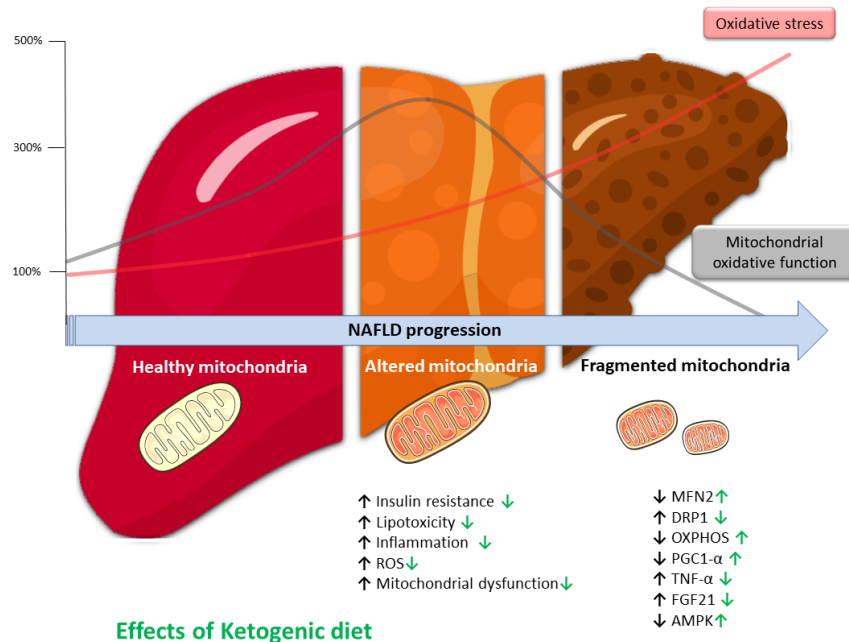 Oxidative stress
500%
300%
100%
Mitochondrial
oxidative function
NAFLD progression
Healthy mitochondria
Altered mitochondria
Fragmented mitochondria
↑ Insulin resistance ↓
↑ Lipotoxicity ↓
↑ Inflammation ↓
↑ ROS↓
↑ Mitochondrial dysfunction↓
↓ MFN2↑
↑ DRP1 ↓
↓ OXPHOS ↑
↓ PGC1-α ↑
↑ TNF-α ↓
↑ FGF21 ↓
↓ AMPK↑
Effects of Ketogenic diet